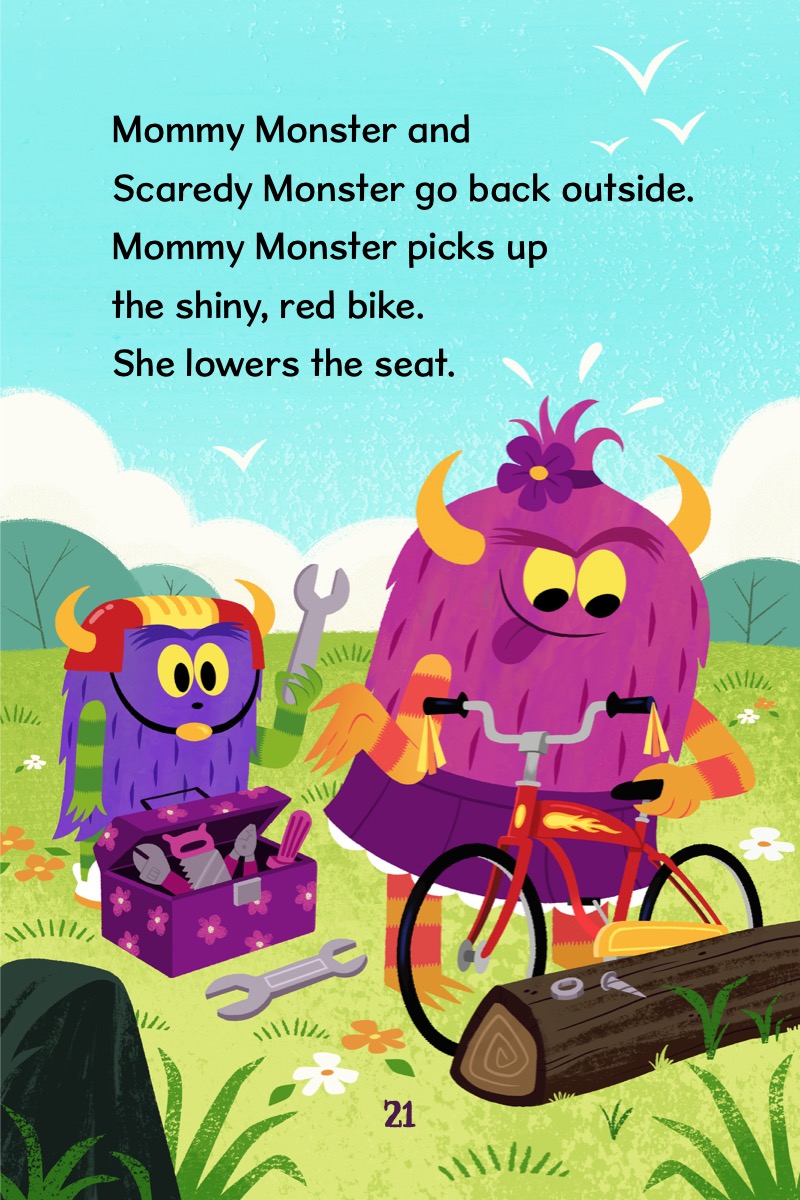 Mommy Monster and
Scaredy Monster go back outside.
Mommy Monster picks up
the shiny, red bike.
She lowers the seat.
21